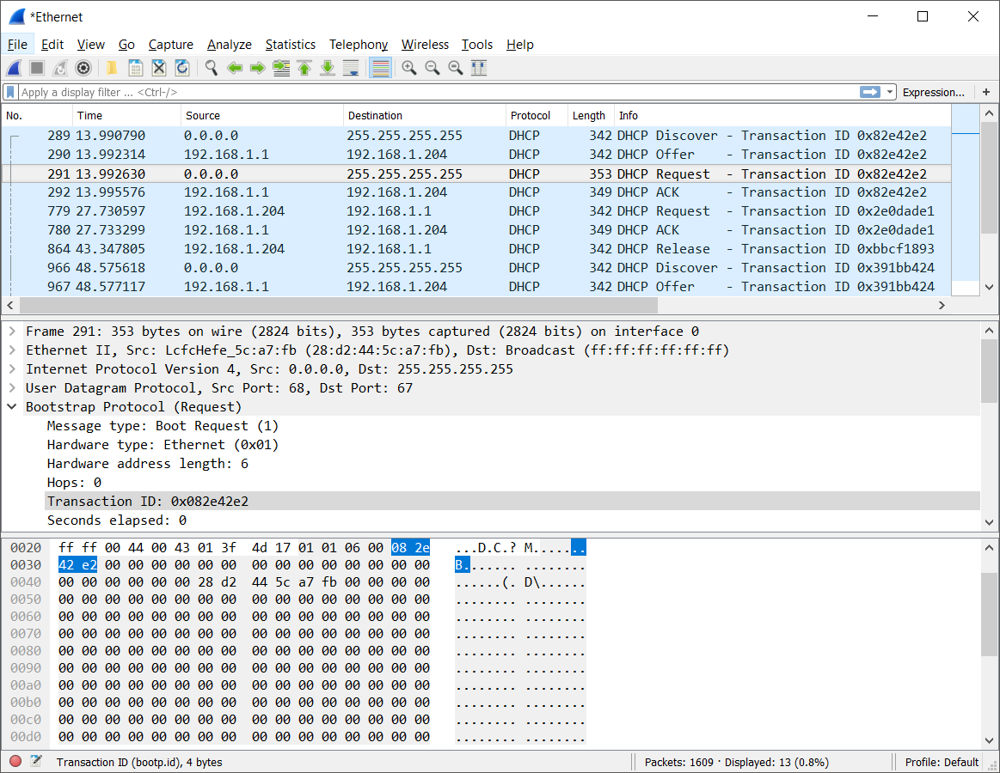 *Ethernet
File Edit View Go Capture Analyze Statistics Telephony Wireless Tools Help
Apply a display filter ... <Ctrl-/> Expression... +
No. Time Source Destination Protocol Length Info
289 13.990790 0.0.0.0 255.255.255.255 DHCP 342 DHCP Discover - Transaction ID 0x82e42e2
290 13.992314 192.168.1.1 192.168.1.204 DHCP 342 DHCP Offer - Transaction ID 0x82e42e2
291 13.992630 0.0.0.0 255.255.255.255 DHCP 353 DHCP Request - Transaction ID 0x82e42e2
292 13.995576 192.168.1.1 192.168.1.204 DHCP 349 DHCP ACK - Transaction ID 0x82e42e2
779 27.730597 192.168.1.204 192.168.1.1 DHCP 342 DHCP Request - Transaction ID 0x2e0dade1
780 27.733299 192.168.1.1 192.168.1.204 DHCP 349 DHCP ACK - Transaction ID 0x2e0dade1
864 43.347805 192.168.1.204 192.168.1.1 DHCP 342 DHCP Release - Transaction ID 0xbbcf1893
966 48.575618 0.0.0.0 255.255.255.255 DHCP 342 DHCP Discover - Transaction ID 0x391bb424
967 48.577117 192.168.1.1 192.168.1.204 DHCP 342 DHCP Offer - Transaction ID 0x391bb424
Frame 291: 353 bytes on wire (2824 bits), 353 bytes captured (2824 bits) on interface 0
Ethernet II, Src: LcfcHefe_5c:a7:fb (28:d2:44:5c:a7:fb), Dst: Broadcast (ff:ff:ff:ff:ff:ff)
Internet Protocol Version 4, Src: 0.0.0.0, Dst: 255.255.255.255
User Datagram Protocol, Src Port: 68, Dst Port: 67
Bootstrap Protocol (Request)
Message type: Boot Request (1)
Hardware type: Ethernet (0x01)
Hardware address length: 6
Hops: 0
Transaction ID: 0x082e42e2
Seconds elapsed: 0
0020 ff ff 00 44 00 43 01 3f 4d 17 01 01 06 00 08 2e ...D.C.? M.......
0030 42 e2 00 00 00 00 00 00 00 00 00 00 00 00 00 00 B....... ........
0040 00 00 00 00 00 00 28 d2 44 5c a7 fb 00 00 00 00 ......(. D\......
0050 00 00 00 00 00 00 00 00 00 00 00 00 00 00 00 00 ........ ........
0060 00 00 00 00 00 00 00 00 00 00 00 00 00 00 00 00 ........ ........
0070 00 00 00 00 00 00 00 00 00 00 00 00 00 00 00 00 ........ ........
0080 00 00 00 00 00 00 00 00 00 00 00 00 00 00 00 00 ........ ........
0090 00 00 00 00 00 00 00 00 00 00 00 00 00 00 00 00 ........ ........
00a0 00 00 00 00 00 00 00 00 00 00 00 00 00 00 00 00 ........ ........
00b0 00 00 00 00 00 00 00 00 00 00 00 00 00 00 00 00 ........ ........
00c0 00 00 00 00 00 00 00 00 00 00 00 00 00 00 00 00 ........ ........
00d0 00 00 00 00 00 00 00 00 00 00 00 00 00 00 00 00 ........ ........
Transaction ID (bootp.id), 4 bytes Packets: 1609 · Displayed: 13 (0.8%) Profile: Default